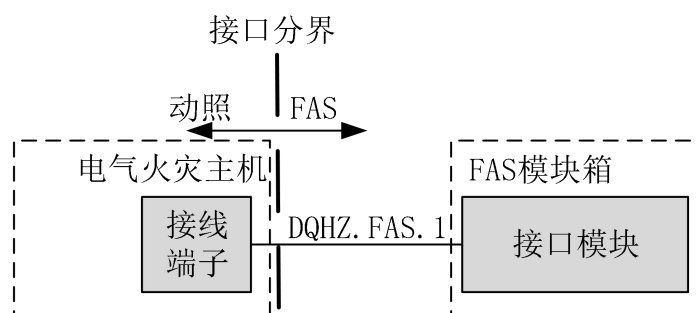 接口分界
动照 FAS
电气火灾主机
FAS模块箱
接线
端子
DQHZ.FAS.1
接口模块